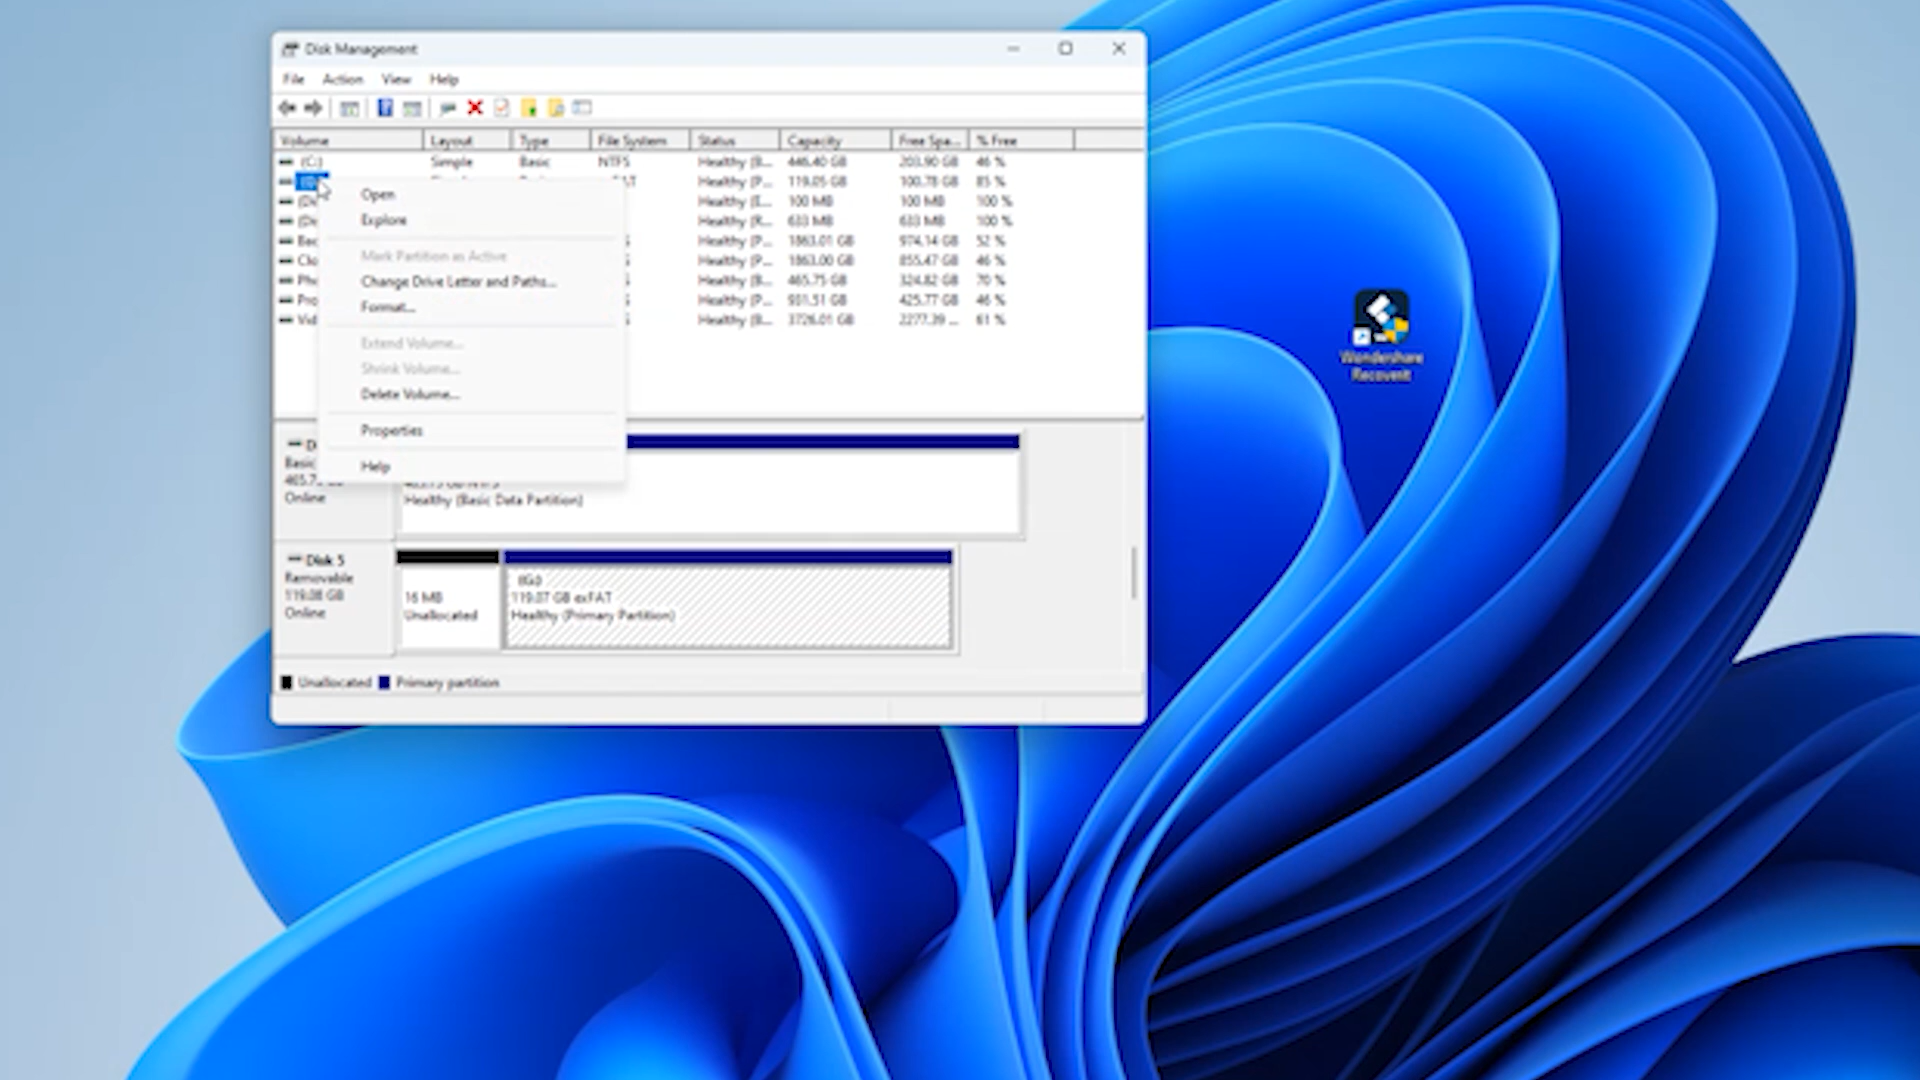 Disk Management
File Action View Help
Volume Layout Type File System Status Capacity Free Spa... % Free
(C:) Simple Basic NTFS Healthy (B... 446.40 GB 203.90 GB 46 %
Healthy (P... 119.05 GB 100.78 GB 85 %
Healthy (E... 100 MB 100 MB 100 %
Healthy (R... 633 MB 633 MB 100 %
Healthy (P... 1863.01 GB 974.14 GB 52 %
Healthy (P... 1863.00 GB 855.47 GB 46 %
Healthy (B... 465.75 GB 324.82 GB 70 %
Healthy (P... 931.51 GB 425.77 GB 46 %
Healthy (B... 3726.01 GB 2277.39 ... 61 %
Open
Explore
Mark Partition as Active
Change Drive Letter and Paths...
Format...
Extend Volume...
Shrink Volume...
Delete Volume...
Properties
Help
Basic
Online
Healthy (Basic Data Partition)
Disk 5
Removable
119.08 GB
Online
16 MB
Unallocated
(G:)
119.07 GB exFAT
Healthy (Primary Partition)
Unallocated Primary partition
Wondershare
Recoverit